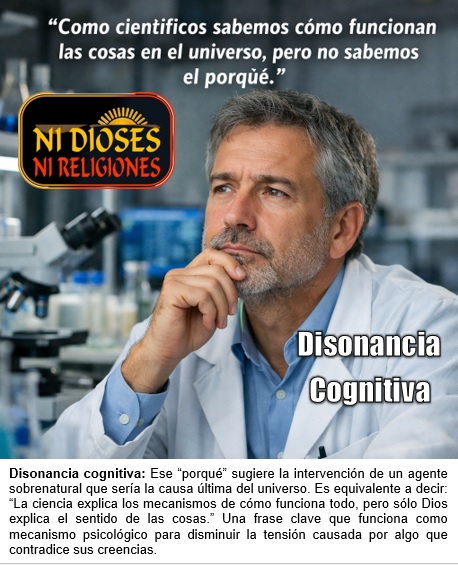 “Como científicos sabemos cómo funcionan
las cosas en el universo, pero no sabemos
el porqǜé.”
NI DIOSES
NI RELIGIONES
Disonancia
Cognitiva
Disonancia cognitiva: Ese “porqué” sugiere la intervención de un agente
sobrenatural que sería la causa última del universo. Es equivalente a decir:
“La ciencia explica los mecanismos de cómo funciona todo, pero sólo Dios
explica el sentido de las cosas.” Una frase clave que funciona como
mecanismo psicológico para disminuir la tensión causada por algo que
contradice sus creencias.